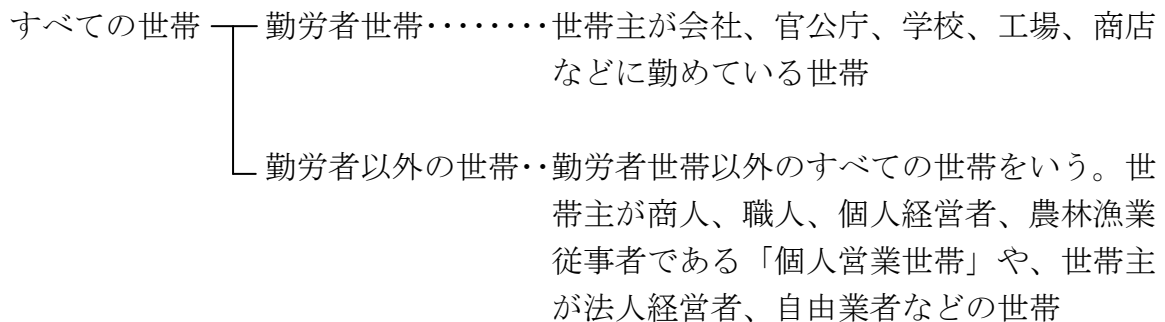 すべての世帯 勤労者世帯････････世帯主が会社、官公庁、学校、工場、商店
などに勤めている世帯
勤労者以外の世帯･･勤労者世帯以外のすべての世帯をいう。世
帯主が商人、職人、個人経営者、農林漁業
従事者である「個人営業世帯」や、世帯主
が法人経営者、自由業者などの世帯